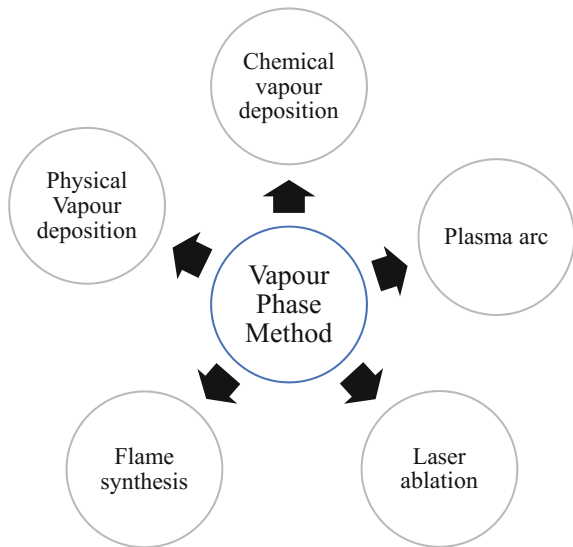 Chemical
vapour
deposition
Physical
Vapour
deposition
Plasma arc
Vapour
Phase
Method
Flame
synthesis
Laser
ablation